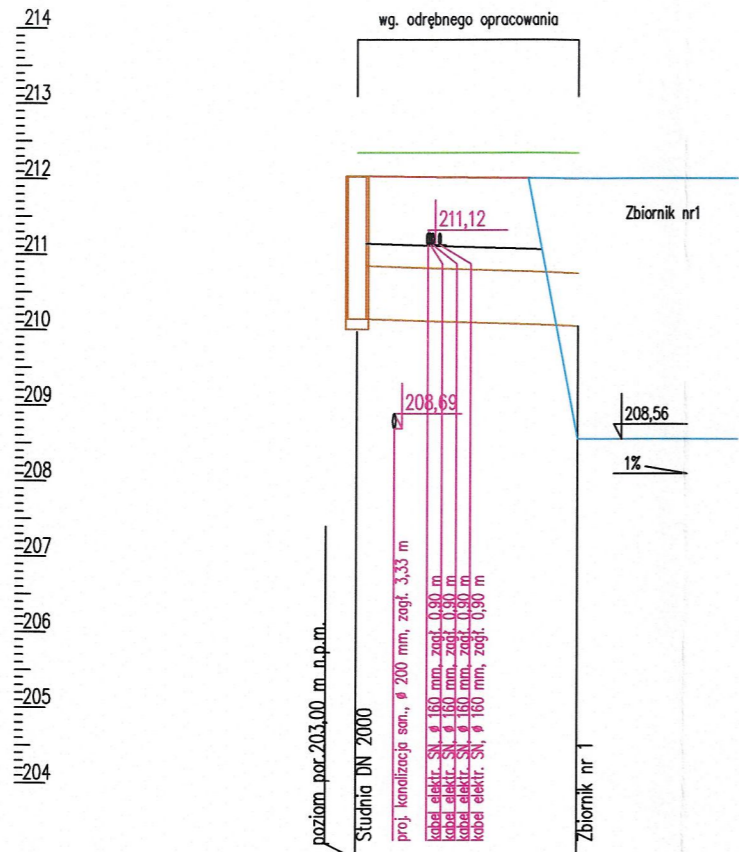 wg. odrębnego opracowania
214
213
212
211
210
209
208
207
206
205
204
211,12
Zbiornik nr1
208,69
208,56
1%
poziom por.203,00 m n.p.m.
Studnia DN 2000
proj. kanalizacja san., ø 200 mm, zagł. 3,33 m
kabel elektr. SN, ø 160 mm, zagł. 0,90 m
kabel elektr. SN, ø 160 mm, zagł. 0,90 m
kabel elektr. SN, ø 160 mm, zagł. 0,90 m
kabel elektr. SN, ø 160 mm, zagł. 0,90 m
Zbiornik nr 1